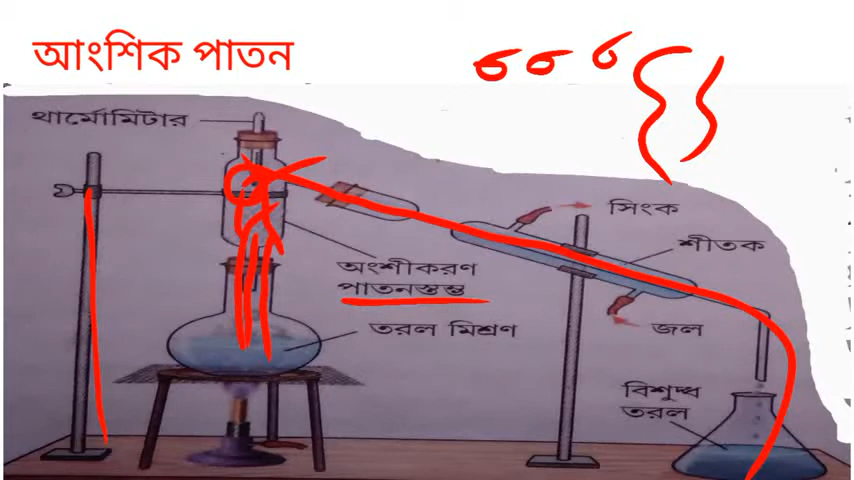 আংশিক পাতন
থার্মোমিটার
সিংক
শীতক
অংশীকরণ
পাতনস্তম্ভ
তরল মিশ্রণ
জল
বিশুদ্ধ
তরল